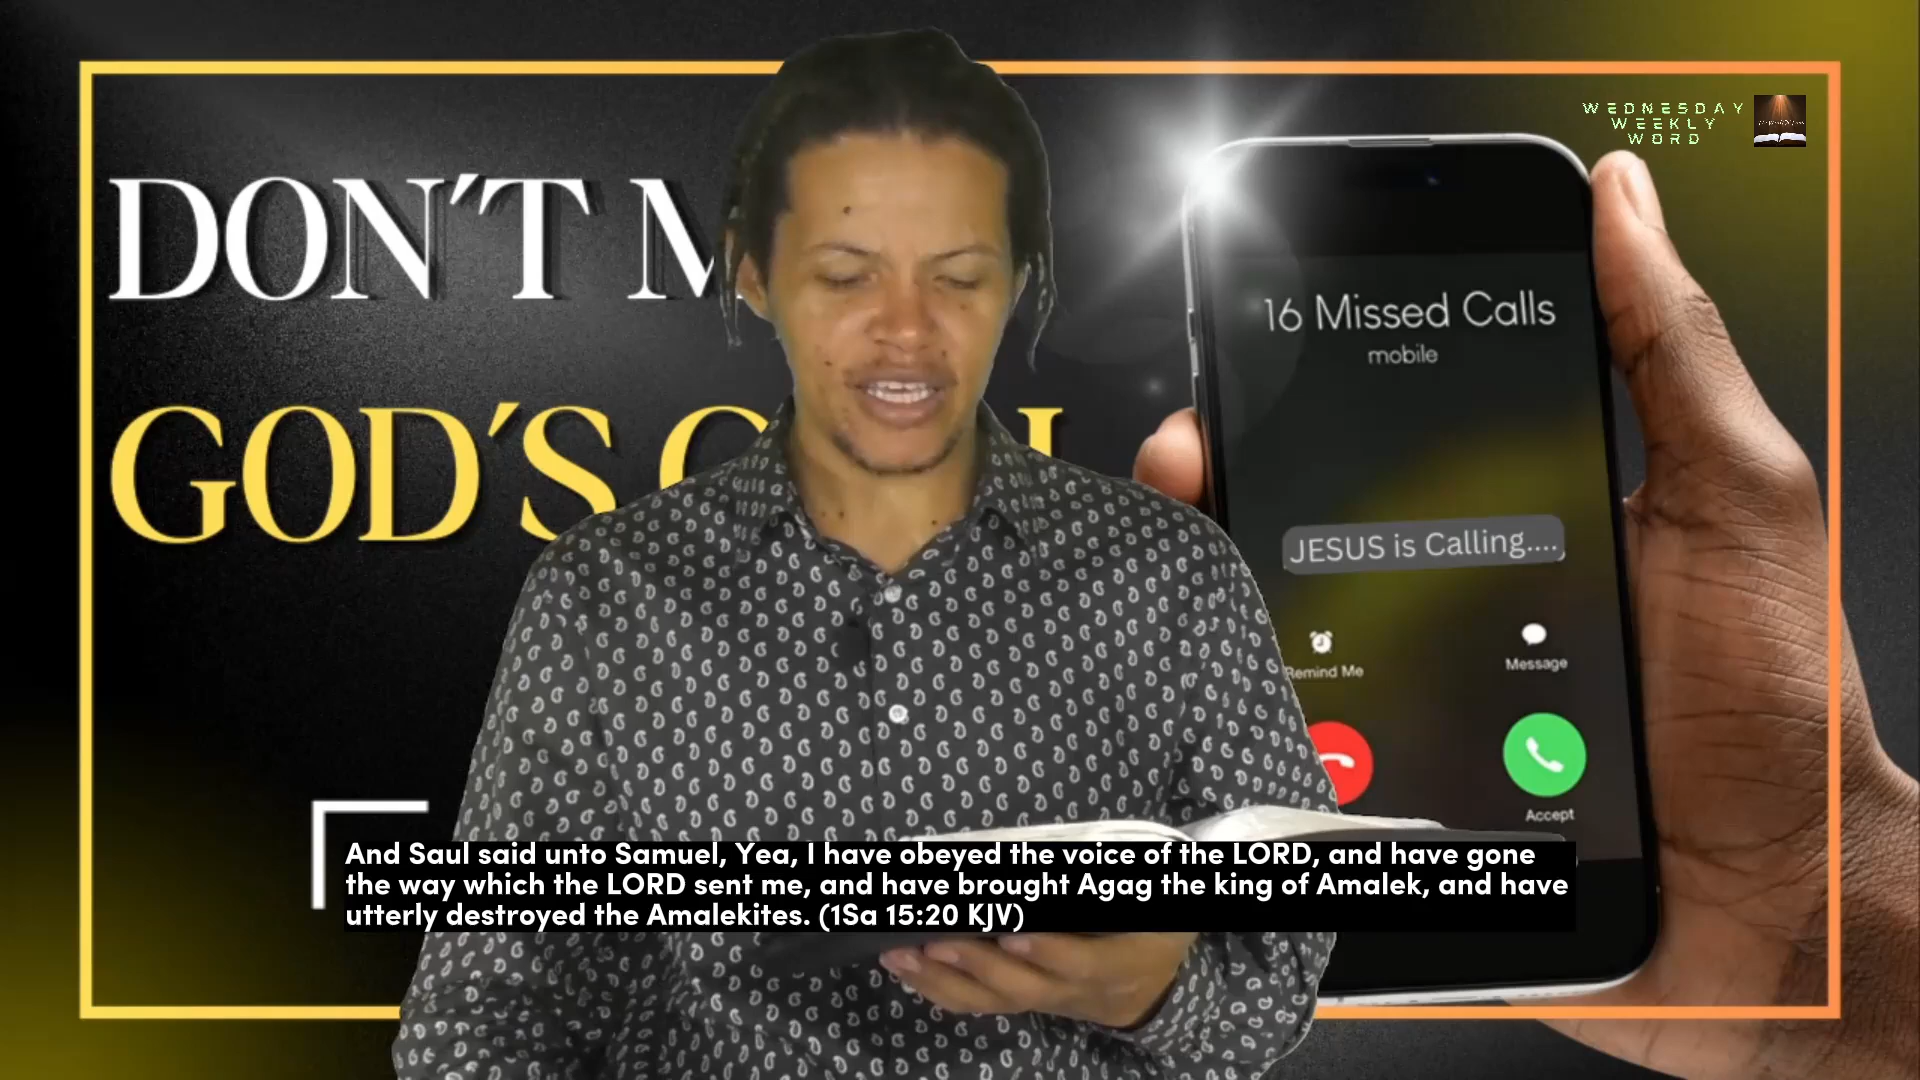 WEDNESDAY
WEEKLY
WORD
DON'T M
GOD'S C
16 Missed Calls
mobile
JESUS is Calling....
Remind Me
Message
Accept
And Saul said unto Samuel, Yea, I have obeyed the voice of the LORD, and have gone
the way which the LORD sent me, and have brought Agag the king of Amalek, and have
utterly destroyed the Amalekites. (1Sa 15:20 KJV)